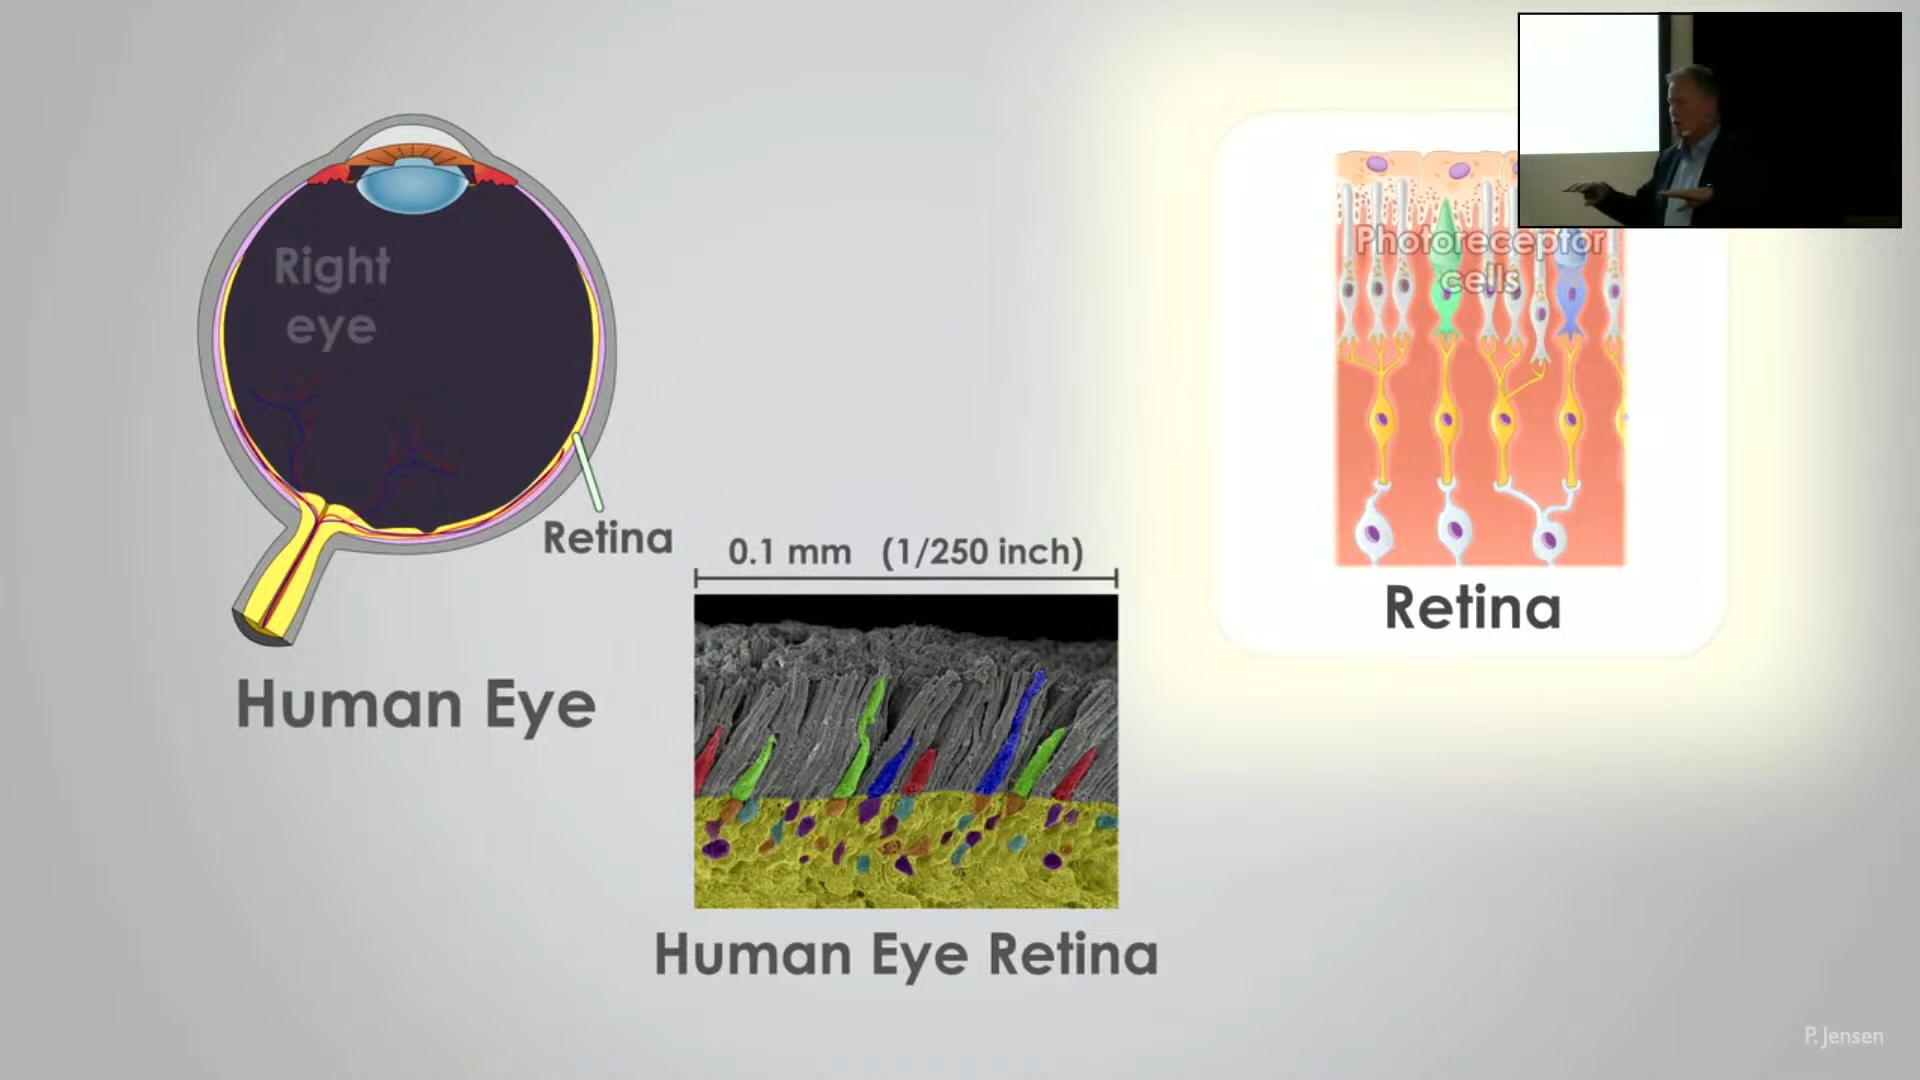 Right
eye
Retina
Human Eye
0.1 mm (1/250 inch)
Human Eye Retina
Photoreceptor
cells
Retina
P. Jensen